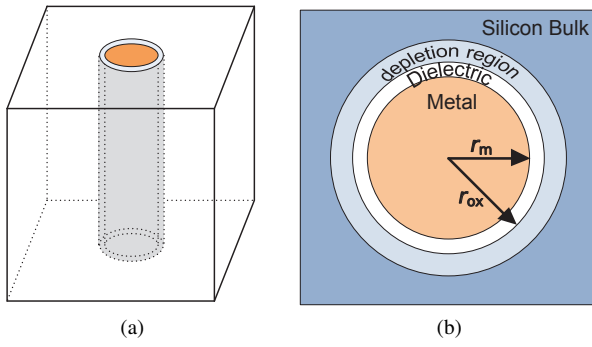 Silicon Bulk
depletion region
Dielectric
Metal
rm
rox
(a)
(b)